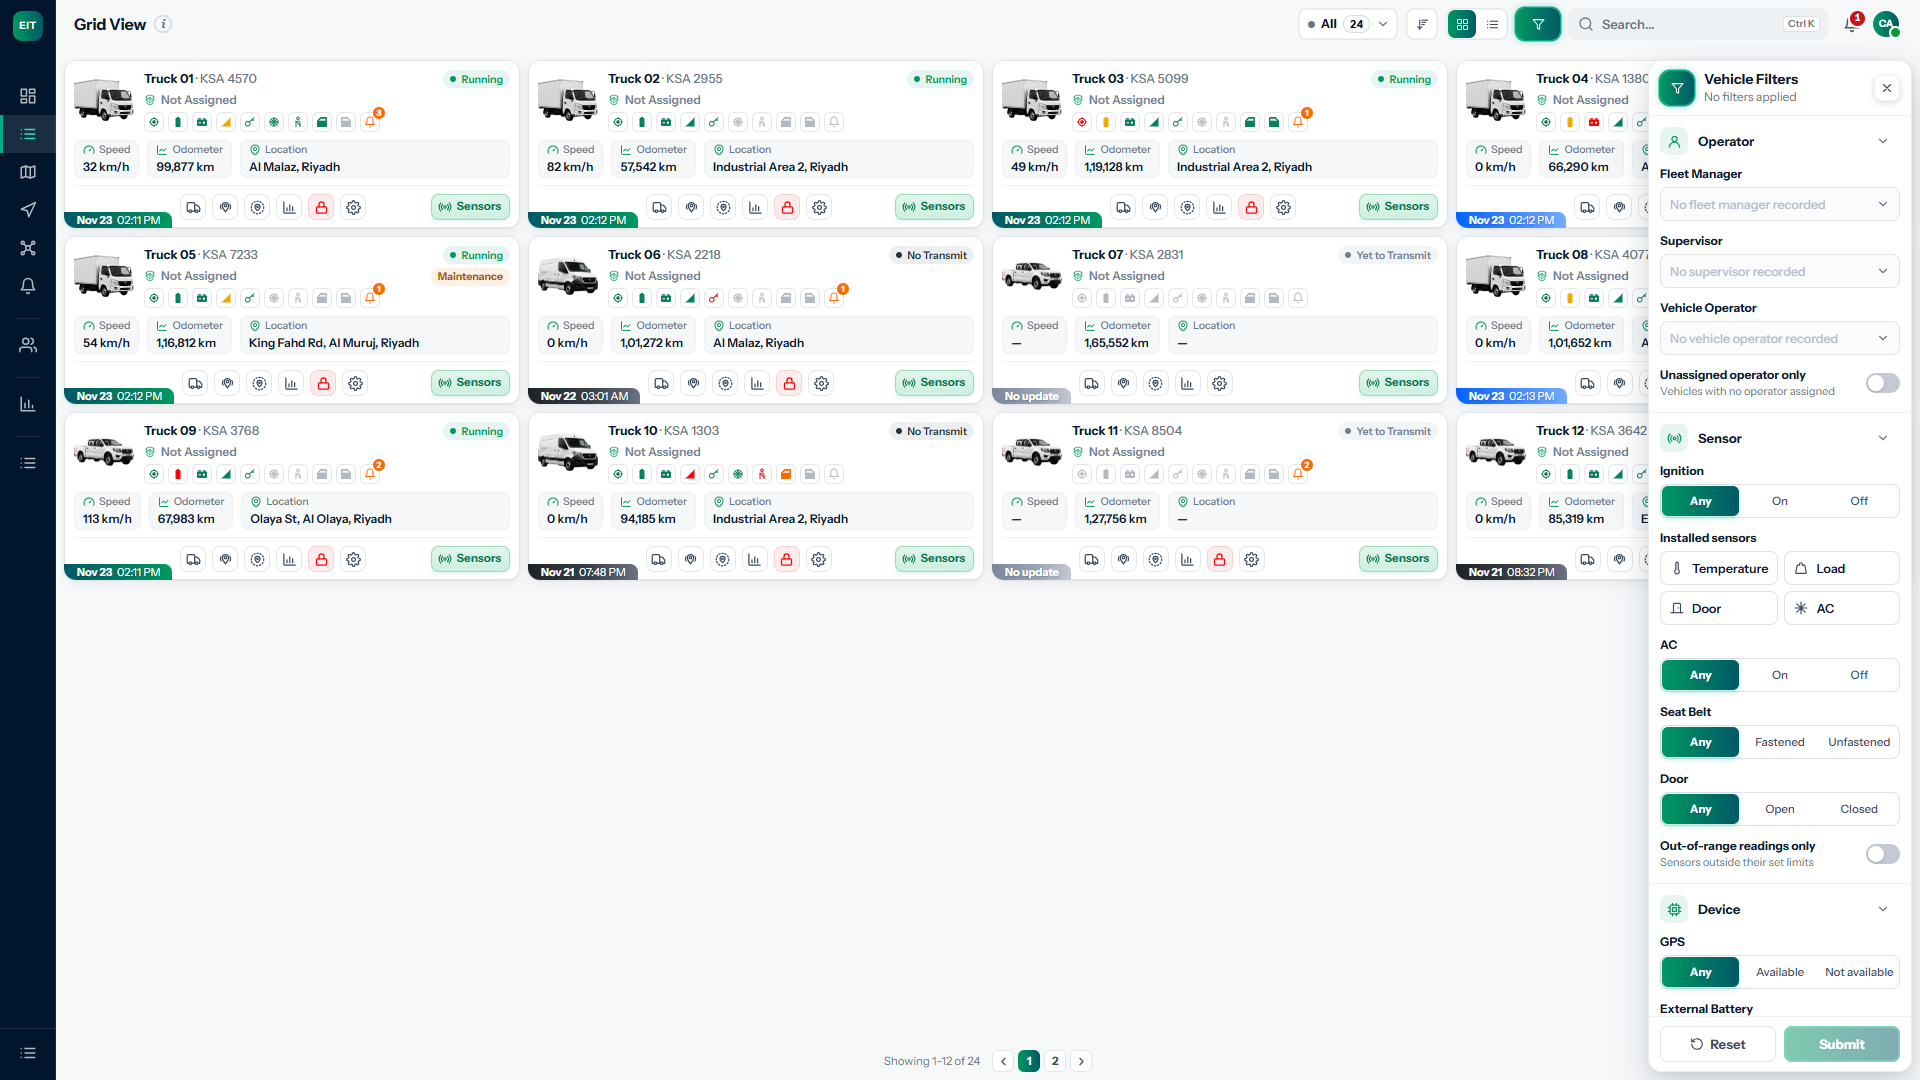 EIT
Grid View
i
All 24
Search...
Ctrl K
1
CA
Truck 01 · KSA 4570
Running
Not Assigned
3
Speed
32 km/h
Odometer
99,877 km
Location
Al Malaz, Riyadh
Nov 23 02:11 PM
Sensors
Truck 02 · KSA 2955
Running
Not Assigned
Speed
82 km/h
Odometer
57,542 km
Location
Industrial Area 2, Riyadh
Nov 23 02:12 PM
Sensors
Truck 03 · KSA 5099
Running
Not Assigned
1
Speed
49 km/h
Odometer
1,19,128 km
Location
Industrial Area 2, Riyadh
Nov 23 02:12 PM
Sensors
Truck 04 · KSA 1380
Not Assigned
Speed
0 km/h
Odometer
66,290 km
Nov 23 02:12 PM
Truck 05 · KSA 7233
Running
Not Assigned
Maintenance
1
Speed
54 km/h
Odometer
1,16,812 km
Location
King Fahd Rd, Al Muruj, Riyadh
Nov 23 02:12 PM
Sensors
Truck 06 · KSA 2218
No Transmit
Not Assigned
1
Speed
0 km/h
Odometer
1,01,272 km
Location
Al Malaz, Riyadh
Nov 22 03:01 AM
Sensors
Truck 07 · KSA 2831
Yet to Transmit
Not Assigned
Speed
—
Odometer
1,65,552 km
Location
—
No update
Sensors
Truck 08 · KSA 4077
Not Assigned
Speed
0 km/h
Odometer
1,01,652 km
Nov 23 02:13 PM
Truck 09 · KSA 3768
Running
Not Assigned
2
Speed
113 km/h
Odometer
67,983 km
Location
Olaya St, Al Olaya, Riyadh
Nov 23 02:11 PM
Sensors
Truck 10 · KSA 1303
No Transmit
Not Assigned
Speed
0 km/h
Odometer
94,185 km
Location
Industrial Area 2, Riyadh
Nov 21 07:48 PM
Sensors
Truck 11 · KSA 8504
Yet to Transmit
Not Assigned
2
Speed
—
Odometer
1,27,756 km
Location
—
No update
Sensors
Truck 12 · KSA 3642
Not Assigned
Speed
0 km/h
Odometer
85,319 km
Nov 21 08:32 PM
Showing 1–12 of 24
1
2
Vehicle Filters
No filters applied
Operator
Fleet Manager
No fleet manager recorded
Supervisor
No supervisor recorded
Vehicle Operator
No vehicle operator recorded
Unassigned operator only
Vehicles with no operator assigned
Sensor
Ignition
Any On Off
Installed sensors
Temperature Load
Door AC
AC
Any On Off
Seat Belt
Any Fastened Unfastened
Door
Any Open Closed
Out-of-range readings only
Sensors outside their set limits
Device
GPS
Any Available Not available
External Battery
Reset Submit